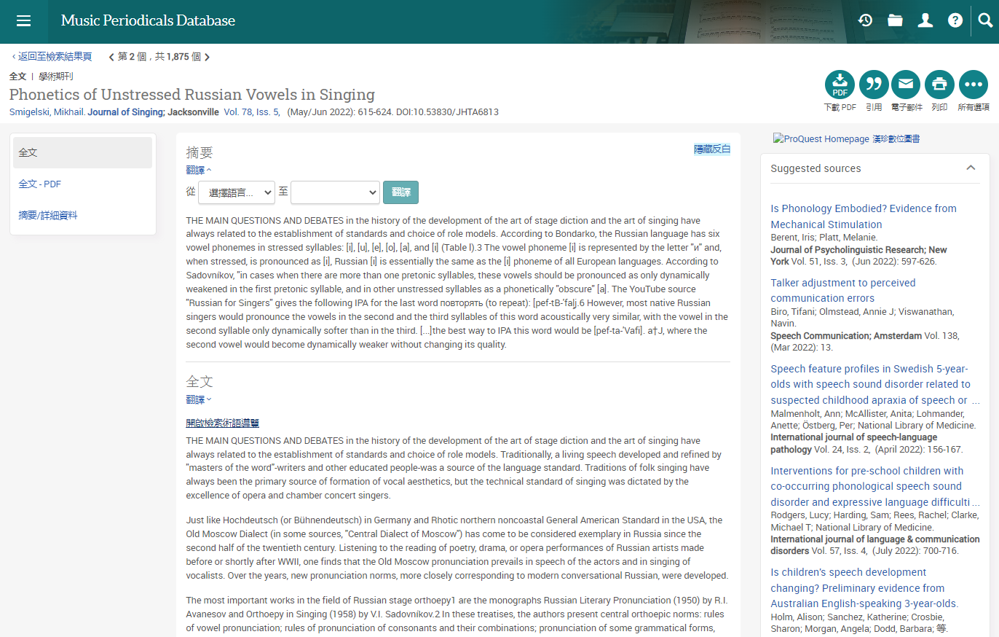 Music Periodicals Database
返回至檢索結果頁
第 2 個，共 1,875 個
全文 | 學術期刊
Phonetics of Unstressed Russian Vowels in Singing
Smigelski, Mikhail. Journal of Singing; Jacksonville Vol. 78, Iss. 5, (May/Jun 2022): 615-624. DOI:10.53830/JHTA6813
PDF
下載 PDF
引用
電子郵件
列印
所有選項
全文
全文 - PDF
摘要/詳細資料
摘要
隱藏反白
翻譯
從 選擇語言... 至 翻譯
THE MAIN QUESTIONS AND DEBATES in the history of the development of the art of stage diction and the art of singing have
always related to the establishment of standards and choice of role models. According to Bondarko, the Russian language has six
vowel phonemes in stressed syllables: [i], [u], [e], [o], [a], and [i] (Table l).3 The vowel phoneme [i] is represented by the letter "и" and,
when stressed, is pronounced as [i], Russian [i] is essentially the same as the [i] phoneme of all European languages. According to
Sadovníkov, "in cases when there are more than one pretonic syllables, these vowels should be pronounced as only dynamically
weakened in the first pretonic syllable, and in other unstressed syllables as a phonetically "obscure" [a]. The YouTube source
"Russian for Singers" gives the following IPA for the last word повторять (to repeat): [pef-tB-'faļj.6 However, most native Russian
singers would pronounce the vowels in the second and the third syllables of this word acoustically very similar, with the vowel in the
second syllable only dynamically softer than in the third. [...]the best way to IPA this word would be [pef-ta-'Vafi]. a†J, where the
second vowel would become dynamically weaker without changing its quality.
全文
翻譯
開啟檢索術語導覽
THE MAIN QUESTIONS AND DEBATES in the history of the development of the art of stage diction and the art of singing have
always related to the establishment of standards and choice of role models. Traditionally, a living speech developed and refined by
"masters of the word"-writers and other educated people-was a source of the language standard. Traditions of folk singing have
always been the primary source of formation of vocal aesthetics, but the technical standard of singing was dictated by the
excellence of opera and chamber concert singers.
Just like Hochdeutsch (or Bühnendeutsch) in Germany and Rhotic northern noncoastal General American Standard in the USA, the
Old Moscow Dialect (in some sources, "Central Dialect of Moscow") has come to be considered exemplary in Russia since the
second half of the twentieth century. Listening to the reading of poetry, drama, or opera performances of Russian artists made
before or shortly after WWII, one finds that the Old Moscow pronunciation prevails in speech of the actors and in singing of
vocalists. Over the years, new pronunciation norms, more closely corresponding to modern conversational Russian, were developed.
The most important works in the field of Russian stage orthoepy1 are the monographs Russian Literary Pronunciation (1950) by R.I.
Avanesov and Orthoepy in Singing (1958) by V.I. Sadovníkov.2 In these treatises, the authors present central orthoepic norms: rules
of vowel pronunciation; rules of pronunciation of consonants and their combinations; pronunciation of some grammatical forms,
ProQuest Homepage 漢珍數位圖書
Suggested sources
Is Phonology Embodied? Evidence from
Mechanical Stimulation
Berent, Iris; Platt, Melanie.
Journal of Psycholinguistic Research; New
York Vol. 51, Iss. 3, (Jun 2022): 597-626.
Talker adjustment to perceived
communication errors
Biro, Tifani; Olmstead, Annie J; Viswanathan,
Navin.
Speech Communication; Amsterdam Vol. 138,
(Mar 2022): 13.
Speech feature profiles in Swedish 5-year-
olds with speech sound disorder related to
suspected childhood apraxia of speech or ...
Malmenholt, Ann; McAllister, Anita; Lohmander,
Anette; Östberg, Per; National Library of Medicine.
International journal of speech-language
pathology Vol. 24, Iss. 2, (April 2022): 156-167.
Interventions for pre-school children with
co-occurring phonological speech sound
disorder and expressive language difficulti ...
Rodgers, Lucy; Harding, Sam; Rees, Rachel; Clarke,
Michael T; National Library of Medicine.
International journal of language & communication
disorders Vol. 57, Iss. 4, (July 2022): 700-716.
Is children's speech development
changing? Preliminary evidence from
Australian English-speaking 3-year-olds.
Holm, Alison; Sanchez, Katherine; Crosbie,
Sharon; Morgan, Angela; Dodd, Barbara; 等.